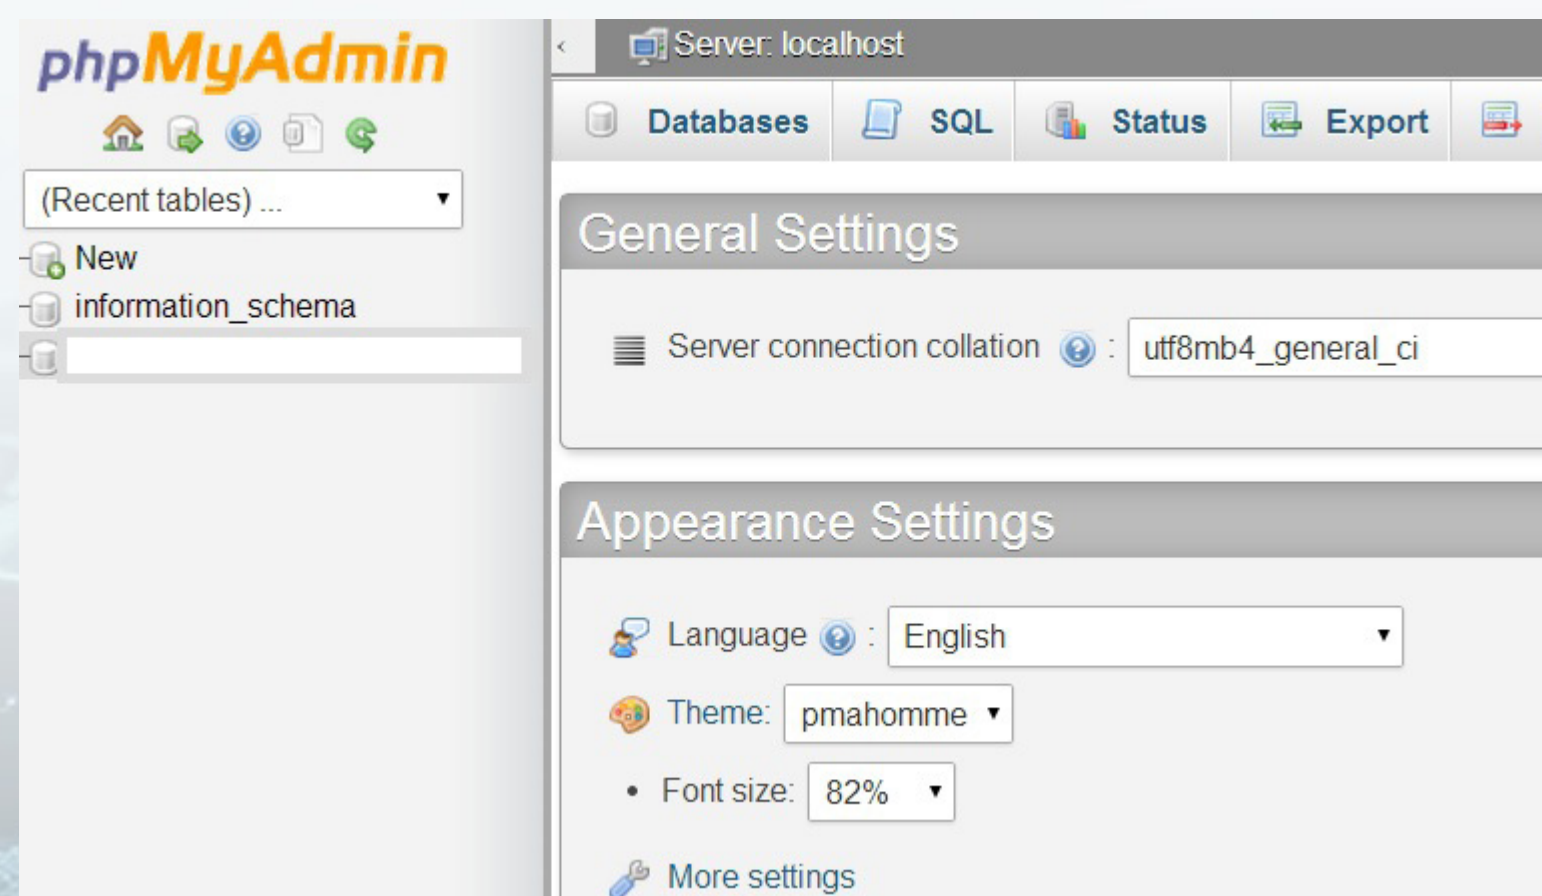 phpMyAdmin
(Recent tables) ...
New
information_schema
Server: localhost
Databases SQL Status Export
General Settings
Server connection collation : utf8mb4_general_ci
Appearance Settings
Language : English
Theme: pmahomme
• Font size: 82%
More settings